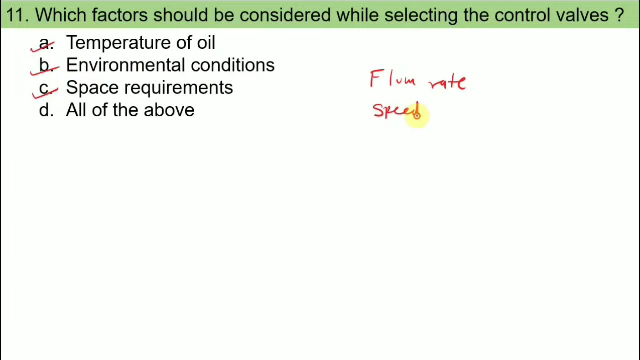 11. Which factors should be considered while selecting the control valves ?
a. Temperature of oil
b. Environmental conditions
c. Space requirements
d. All of the above
Flow rate
Speed